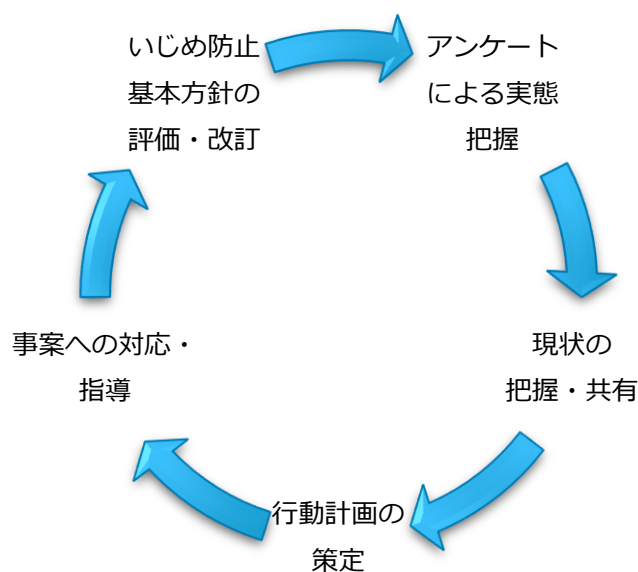 いじめ防止
基本方針の
評価・改訂
アンケート
による実態
把握
現状の
把握・共有
行動計画の
策定
事案への対応・
指導